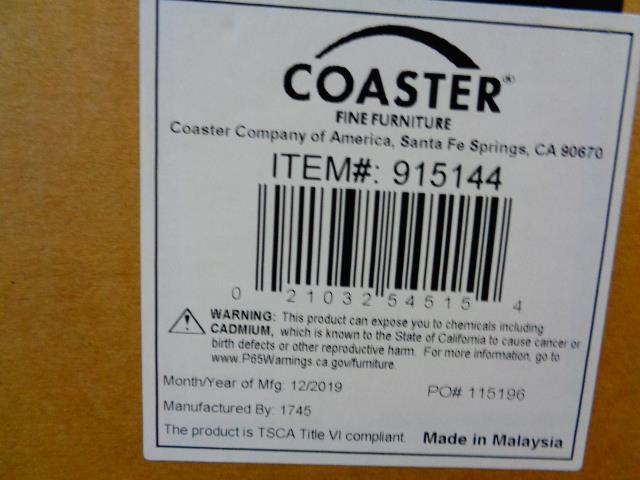 COASTER®
FINE FURNITURE
Coaster Company of America, Santa Fe Springs, CA 90670
ITEM#: 915144
0 21032 54515 4
WARNING: This product can expose you to chemicals including
CADMIUM, which is known to the State of California to cause cancer or
birth defects or other reproductive harm. For more information, go to
www.P65Warnings.ca.gov/furniture.
Month/Year of Mfg: 12/2019
PO# 115196
Manufactured By: 1745
The product is TSCA Title VI compliant. Made in Malaysia